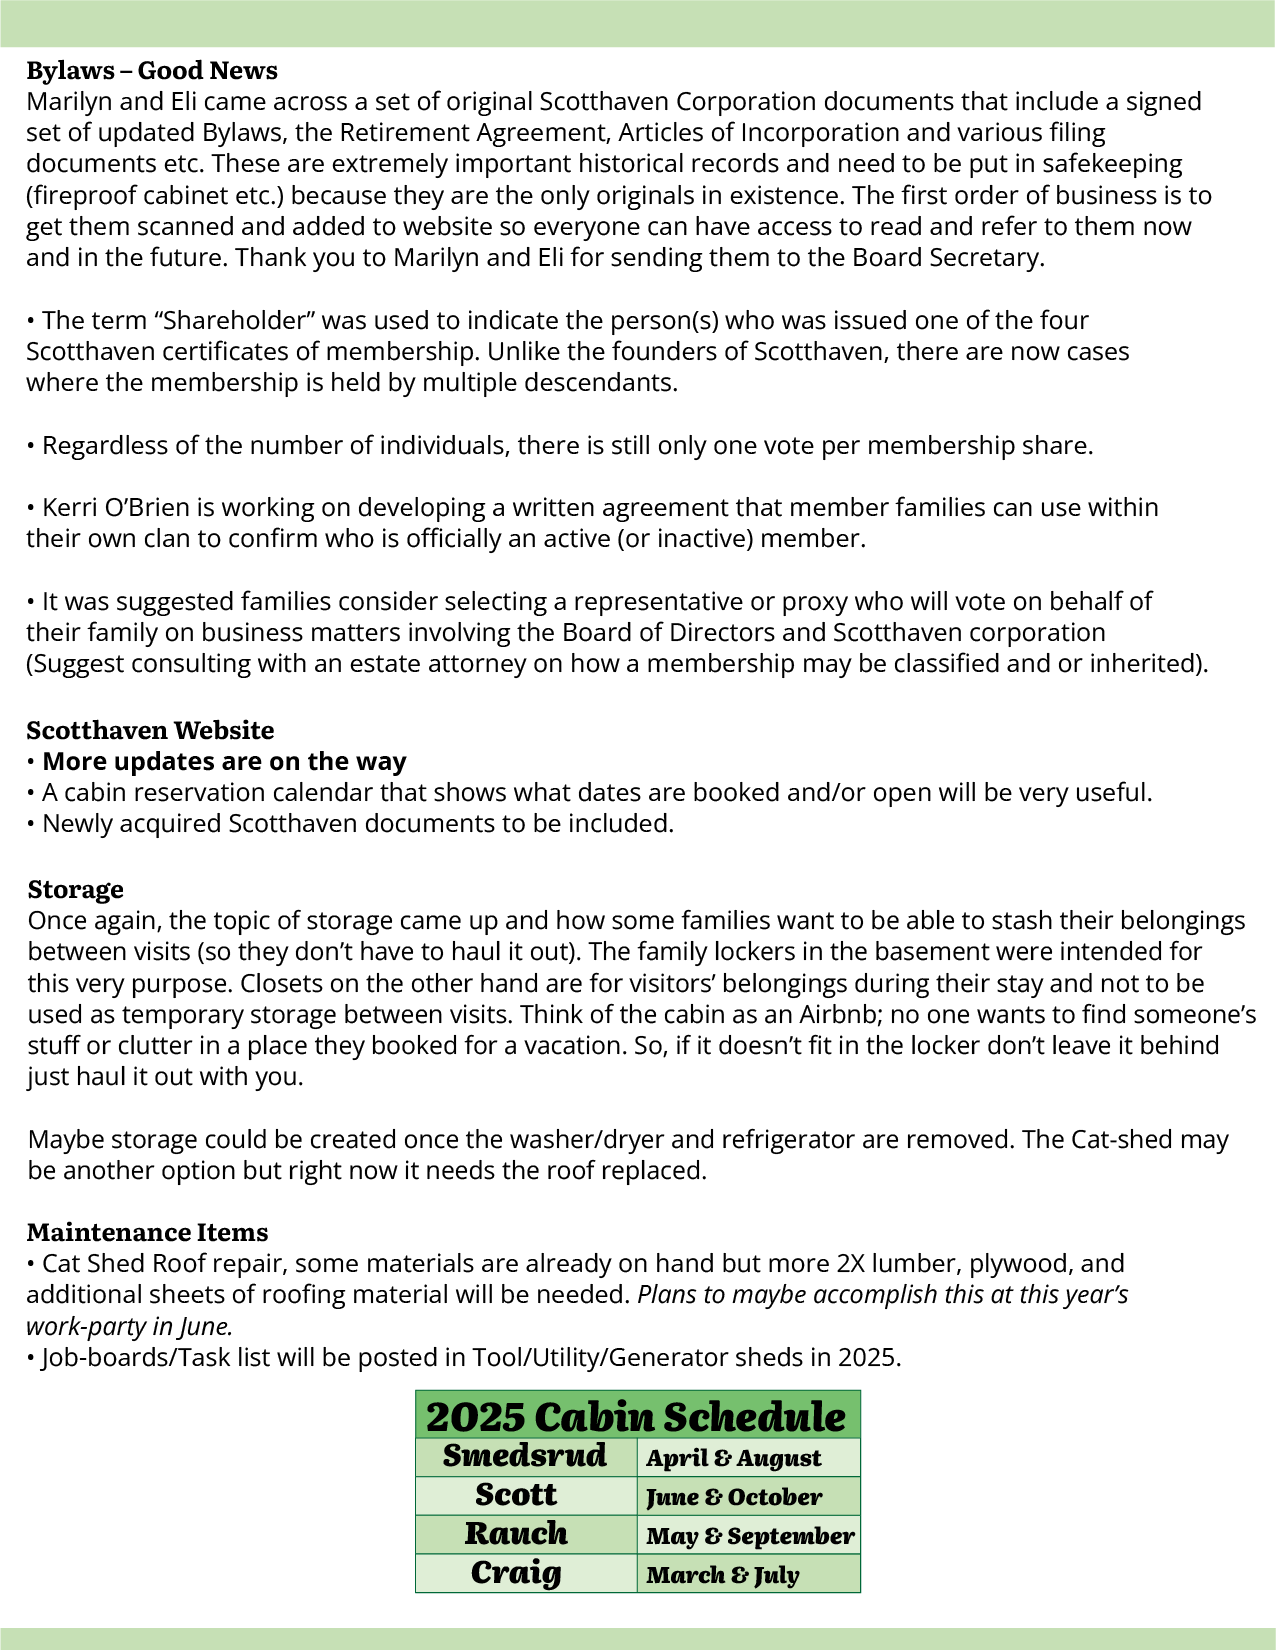 Bylaws – Good News
Marilyn and Eli came across a set of original Scotthaven Corporation documents that include a signed
set of updated Bylaws, the Retirement Agreement, Articles of Incorporation and various filing
documents etc. These are extremely important historical records and need to be put in safekeeping
(fireproof cabinet etc.) because they are the only originals in existence. The first order of business is to
get them scanned and added to website so everyone can have access to read and refer to them now
and in the future. Thank you to Marilyn and Eli for sending them to the Board Secretary.
• The term “Shareholder” was used to indicate the person(s) who was issued one of the four
Scotthaven certificates of membership. Unlike the founders of Scotthaven, there are now cases
where the membership is held by multiple descendants.
• Regardless of the number of individuals, there is still only one vote per membership share.
• Kerri O’Brien is working on developing a written agreement that member families can use within
their own clan to confirm who is officially an active (or inactive) member.
• It was suggested families consider selecting a representative or proxy who will vote on behalf of
their family on business matters involving the Board of Directors and Scotthaven corporation
(Suggest consulting with an estate attorney on how a membership may be classified and or inherited).
Scotthaven Website
• More updates are on the way
• A cabin reservation calendar that shows what dates are booked and/or open will be very useful.
• Newly acquired Scotthaven documents to be included.
Storage
Once again, the topic of storage came up and how some families want to be able to stash their belongings
between visits (so they don’t have to haul it out). The family lockers in the basement were intended for
this very purpose. Closets on the other hand are for visitors’ belongings during their stay and not to be
used as temporary storage between visits. Think of the cabin as an Airbnb; no one wants to find someone’s
stuff or clutter in a place they booked for a vacation. So, if it doesn’t fit in the locker don’t leave it behind
just haul it out with you.
Maybe storage could be created once the washer/dryer and refrigerator are removed. The Cat-shed may
be another option but right now it needs the roof replaced.
Maintenance Items
• Cat Shed Roof repair, some materials are already on hand but more 2X lumber, plywood, and
additional sheets of roofing material will be needed. Plans to maybe accomplish this at this year’s
work-party in June.
• Job-boards/Task list will be posted in Tool/Utility/Generator sheds in 2025.
2025 Cabin Schedule
Smedsrud April & August
Scott June & October
Rauch May & September
Craig March & July